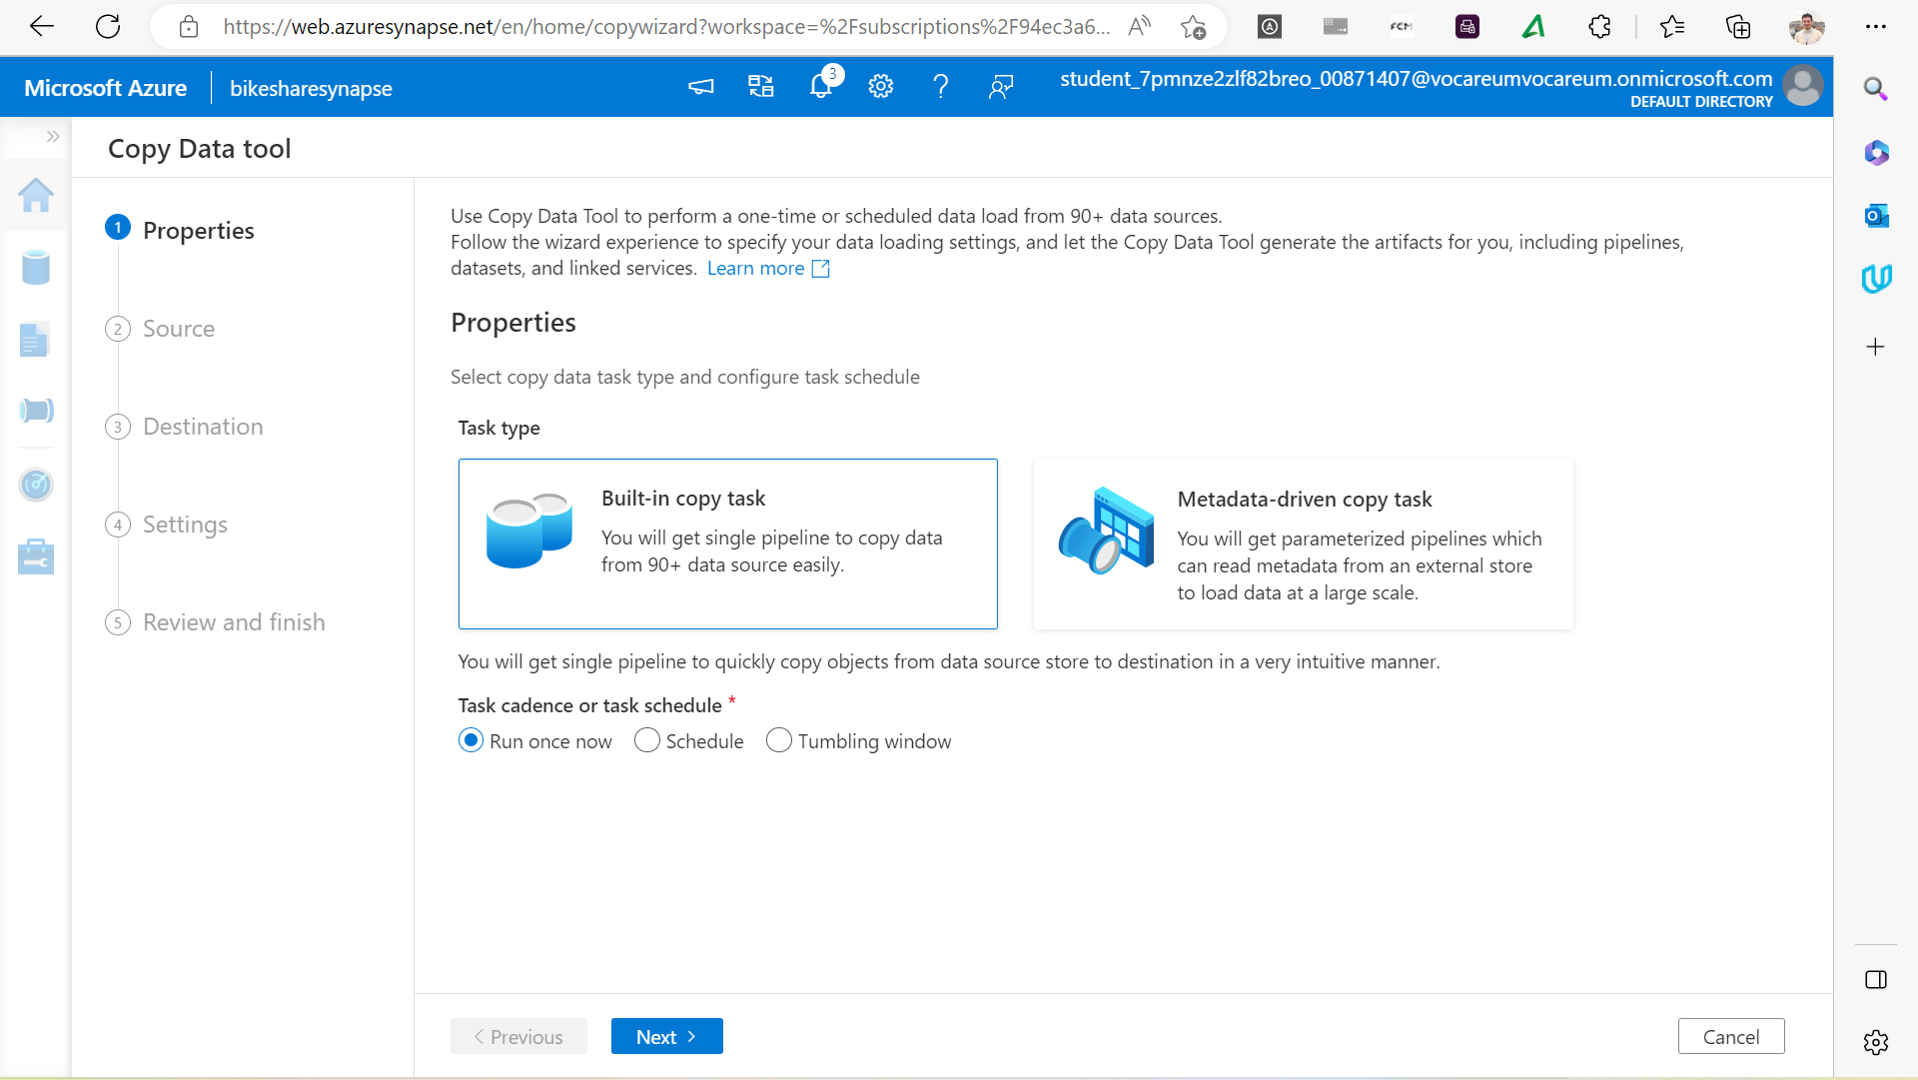 https://web.azuresynapse.net/en/home/copywizard?workspace=%2Fsubscriptions%2F94ec3a6...
FCM
Microsoft Azure
bikesharesynapse
3
student_7pmnze2zlf82breo_00871407@vocareumvocareum.onmicrosoft.com
DEFAULT DIRECTORY
Copy Data tool
1 Properties
2 Source
3 Destination
4 Settings
5 Review and finish
Use Copy Data Tool to perform a one-time or scheduled data load from 90+ data sources.
Follow the wizard experience to specify your data loading settings, and let the Copy Data Tool generate the artifacts for you, including pipelines,
datasets, and linked services. Learn more
Properties
Select copy data task type and configure task schedule
Task type
Built-in copy task
You will get single pipeline to copy data
from 90+ data source easily.
Metadata-driven copy task
You will get parameterized pipelines which
can read metadata from an external store
to load data at a large scale.
You will get single pipeline to quickly copy objects from data source store to destination in a very intuitive manner.
Task cadence or task schedule *
Run once now
Schedule
Tumbling window
< Previous
Next >
Cancel